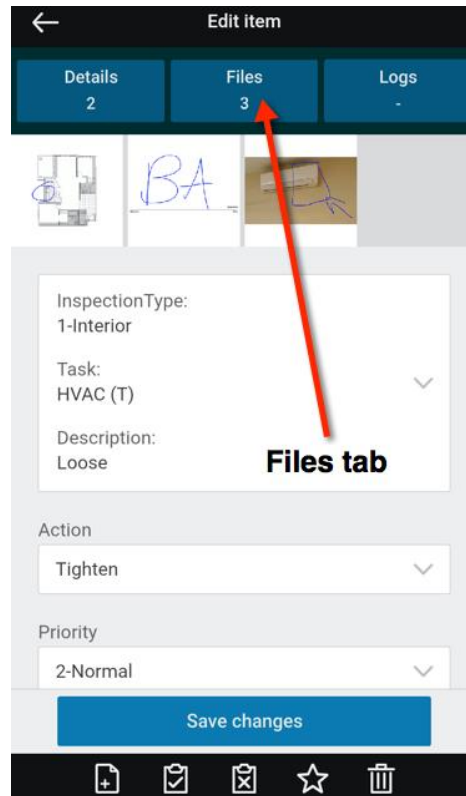 Edit item
Details
2
Files
3
Logs
-
BA
InspectionType:
1-Interior
Task:
HVAC (T)
Description:
Loose
Files tab
Action
Tighten
Priority
2-Normal
Save changes